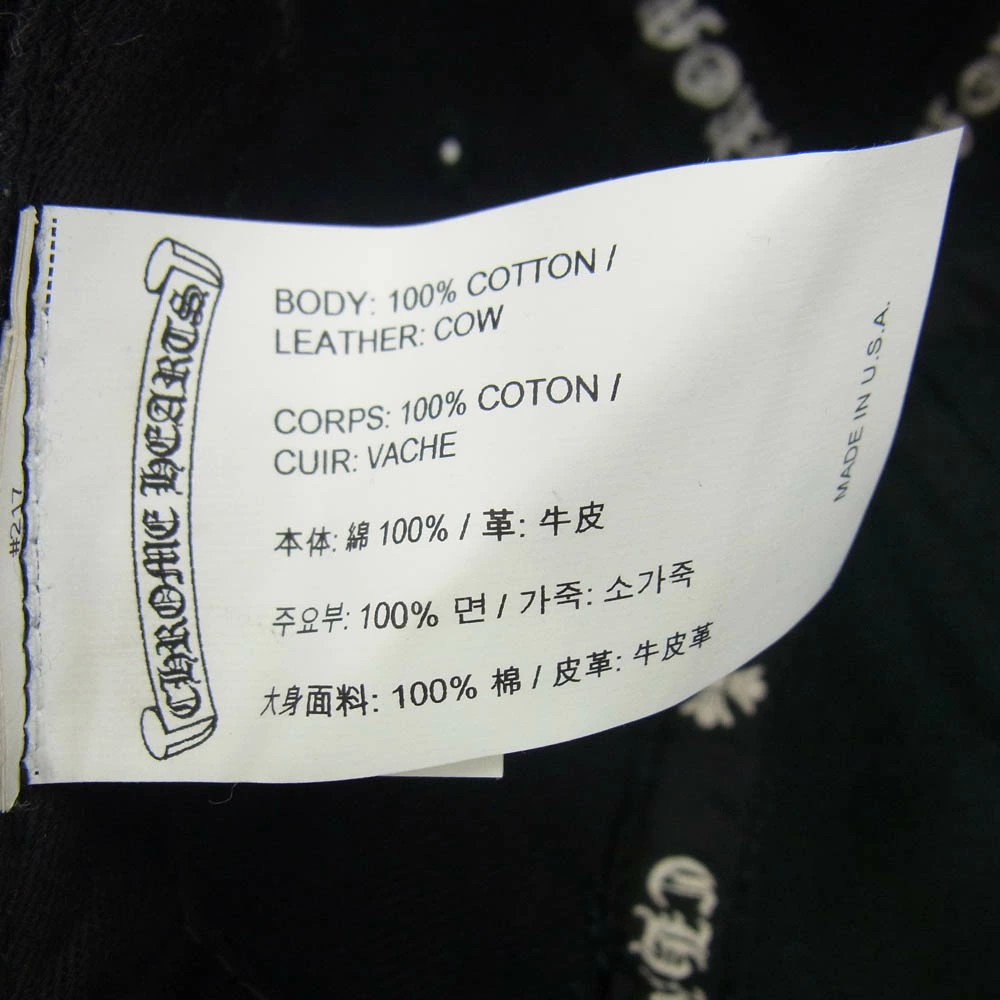 CHROME HEARTS
BODY: 100% COTTON /
LEATHER: COW
CORPS: 100% COTON /
CUIR: VACHE
本体: 綿 100% / 革: 牛皮
주요부: 100% 면 / 가죽: 소가죽
大身面料: 100% 棉 / 皮革: 牛皮革
MADE IN U.S.A.